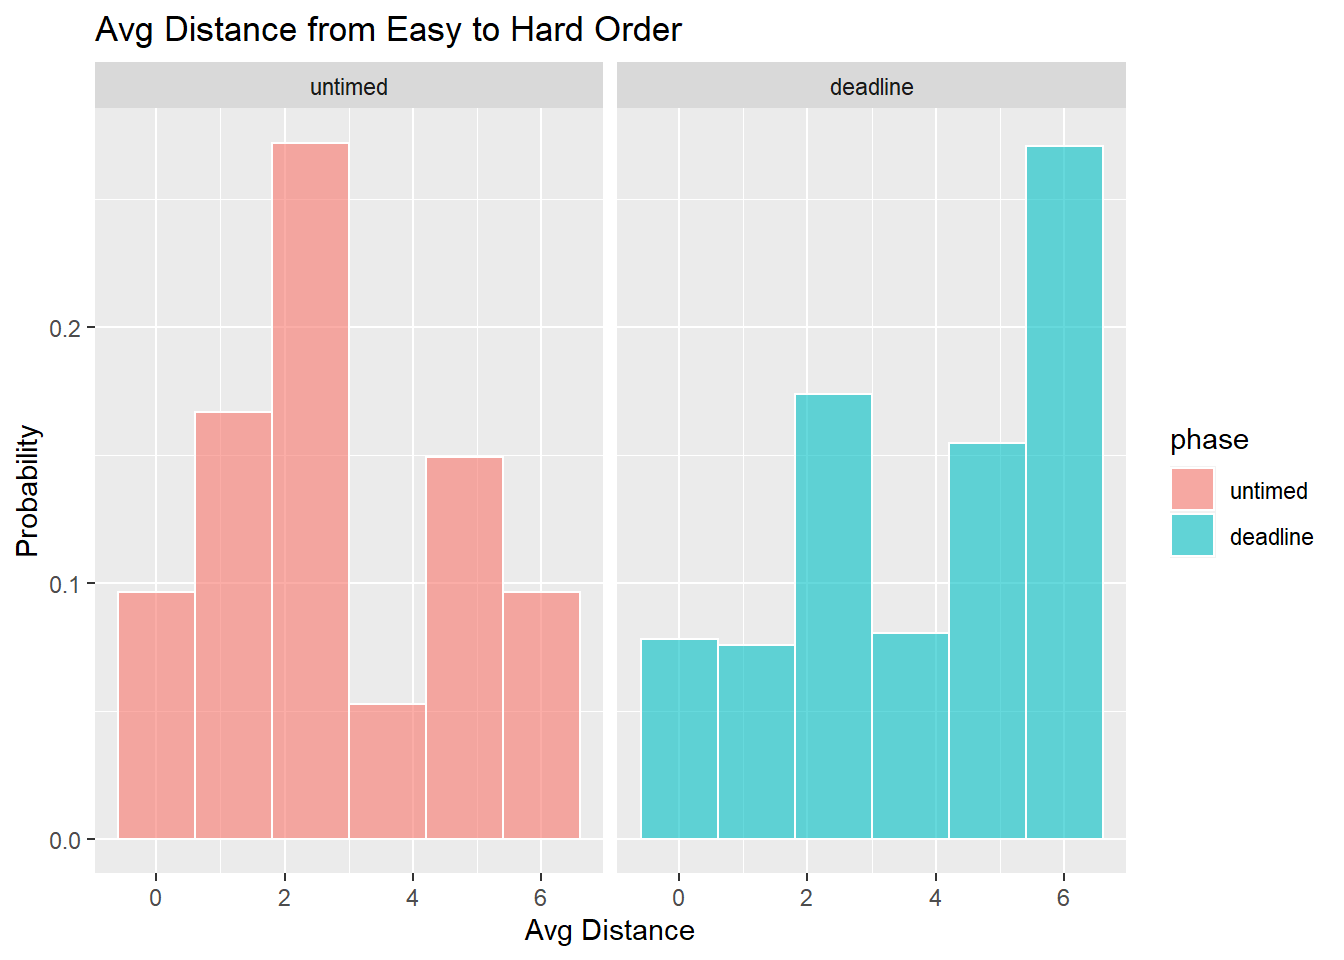 Avg Distance from Easy to Hard Order
untimed
deadline
0.2
0.1
0.0
Probability
0 2 4 6
0 2 4 6
Avg Distance
phase
untimed
deadline